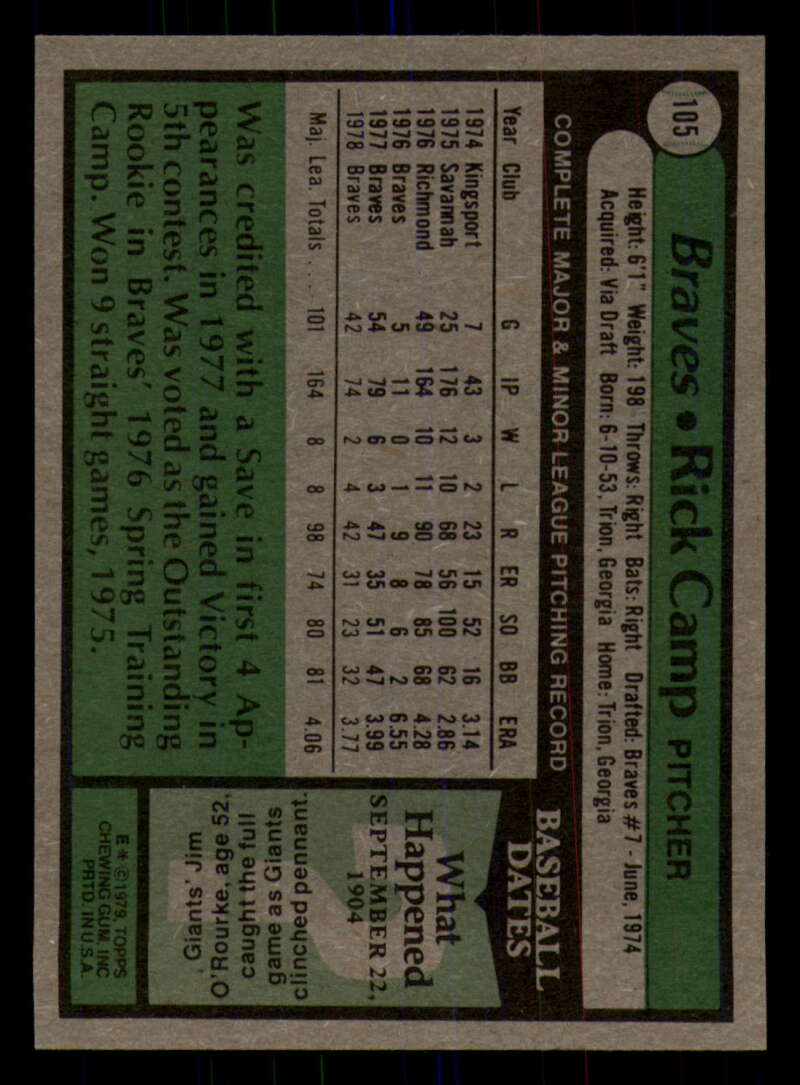 105
Braves • Rick Camp PITCHER
Height: 6'1" Weight: 198 Throws: Right Bats: Right Drafted: Braves #7 - June, 1974
Acquired: Via Draft Born: 6-10-53, Trion, Georgia Home: Trion, Georgia
COMPLETE MAJOR & MINOR LEAGUE PITCHING RECORD
Year Club G IP W L R ER SO BB ERA
1974 Kingsport 7 43 3 2 23 15 52 16 3.14
1975 Savannah 25 176 12 10 68 56 100 62 2.86
1976 Richmond 49 164 10 11 90 78 85 68 4.28
1976 Braves 5 11 0 1 9 8 6 2 6.55
1977 Braves 54 79 6 3 47 35 51 47 3.99
1978 Braves 42 74 2 4 42 31 23 32 3.77
Maj. Lea. Totals . . . 101 164 8 8 98 74 80 81 4.06
Was credited with a Save in first 4 Ap-
pearances in 1977 and gained Victory in
5th contest. Was voted as the Outstanding
Rookie in Braves' 1976 Spring Training
Camp. Won 9 straight games, 1975.
BASEBALL
DATES
What
Happened
SEPTEMBER 22,
1904
Giants' Jim
O'Rourke, age 52,
caught the full
game as Giants
clinched pennant.
E* © 1979, TOPPS
CHEWING GUM, INC
PRTD. IN U.S.A.